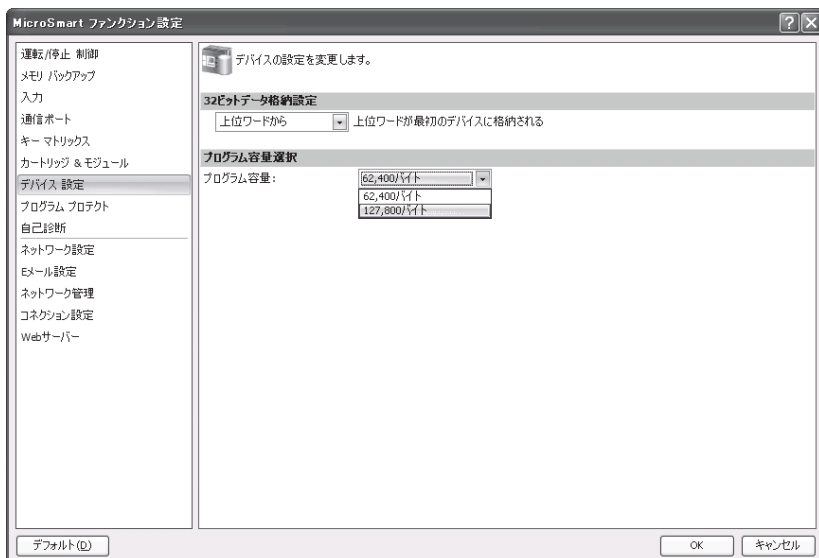 MicroSmart ファンクション設定
運転/停止 制御
メモリ バックアップ
入力
通信ポート
キー マトリックス
カートリッジ & モジュール
デバイス 設定
プログラム プロテクト
自己診断
ネットワーク設定
Eメール設定
ネットワーク管理
コネクション設定
Webサーバー
デバイスの設定を変更します。
32ビットデータ格納設定
上位ワードから 上位ワードが最初のデバイスに格納される
プログラム容量選択
プログラム容量: 62,400バイト
62,400バイト
127,800バイト
デフォルト(D) OK キャンセル